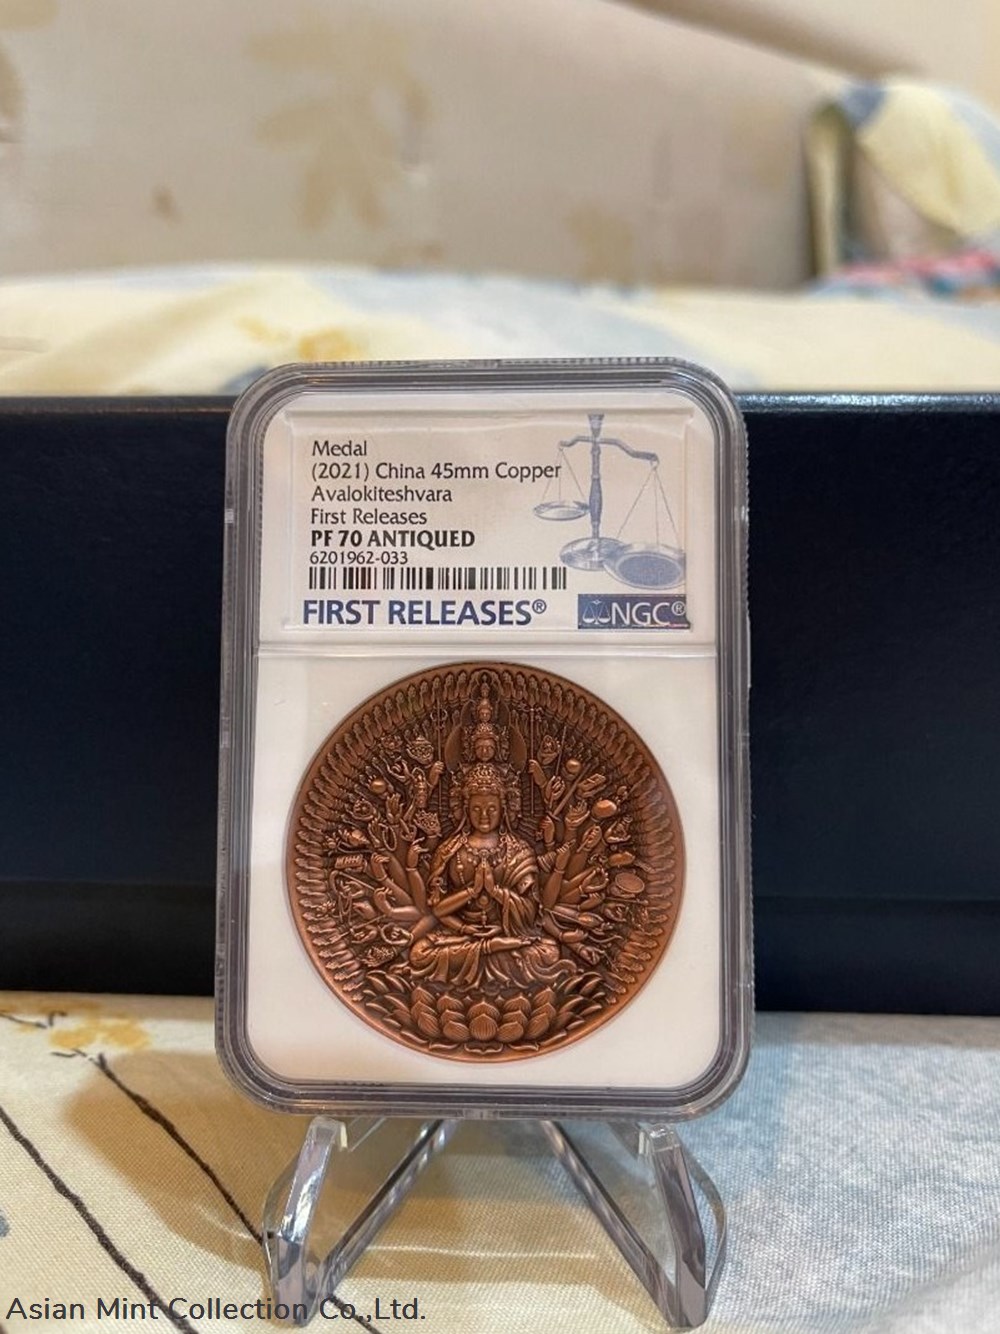 Medal
(2021) China 45mm Copper
Avalokiteshvara
First Releases
PF 70 ANTIQUED
6201962-033
FIRST RELEASES®
NGC®
Asian Mint Collection Co.,Ltd.